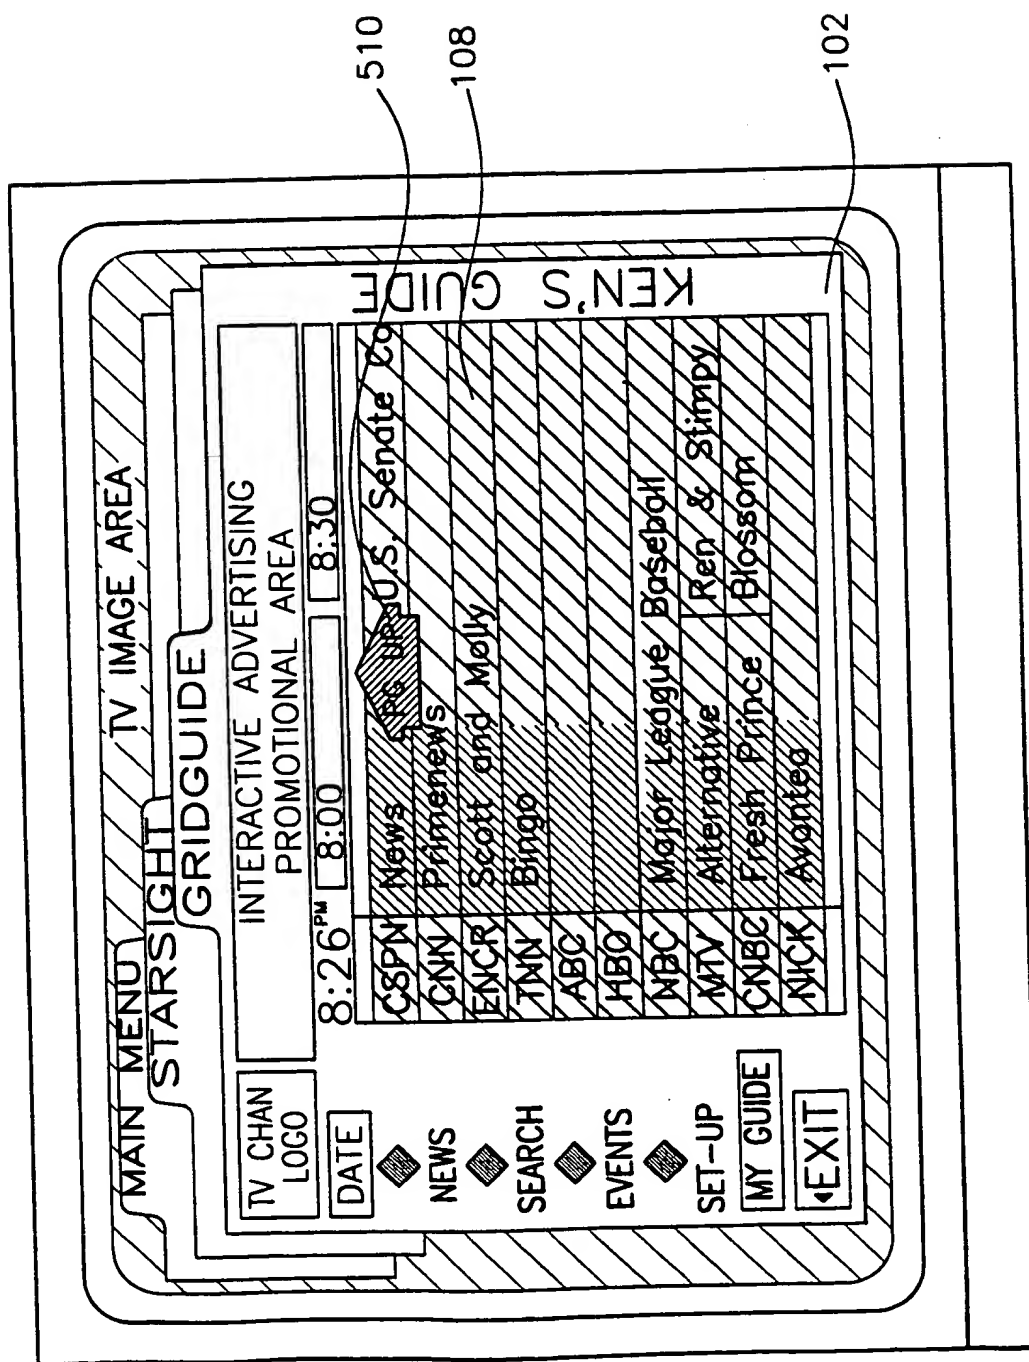 TV IMAGE AREA
MAIN MENU
STARSIGHT
GRIDGUIDE
TV CHAN
LOGO
INTERACTIVE ADVERTISING
PROMOTIONAL AREA
DATE
8:26PM 8:00 8:30
CSPN News PG UP U.S. Senate Co
CNN Primenews
ENCR Scott and Molly
TNN Bingo
ABC
HBO
NBC Major League Baseball
MTV Alternative Ren & Stimpy
CNBC Fresh Prince Blossom
NICK Avontea
NEWS
SEARCH
EVENTS
SET-UP
MY GUIDE
EXIT
KEN'S GUIDE
510
108
102